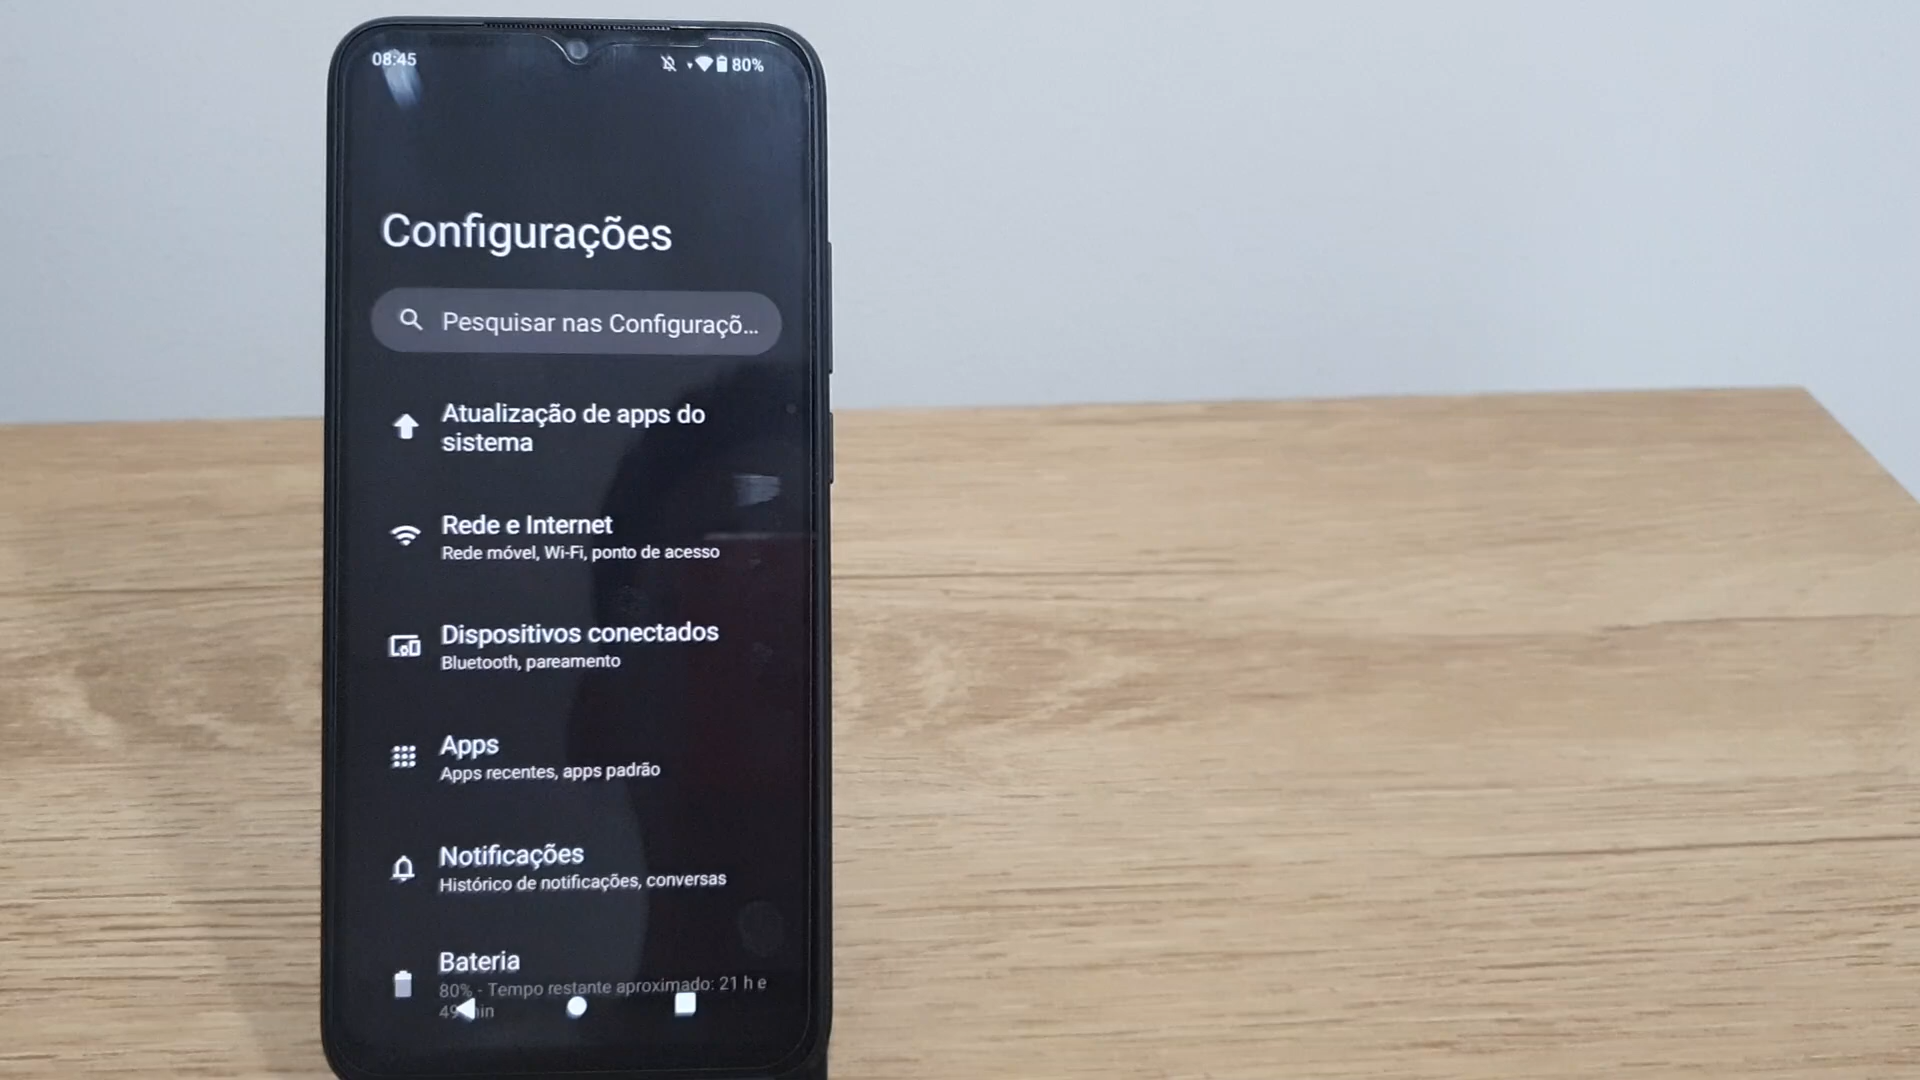 08:45
80%
Configurações
Pesquisar nas Configuraçõ...
Atualização de apps do
sistema
Rede e Internet
Rede móvel, Wi-Fi, ponto de acesso
Dispositivos conectados
Bluetooth, pareamento
Apps
Apps recentes, apps padrão
Notificações
Histórico de notificações, conversas
Bateria
80% - Tempo restante aproximado: 21 h e